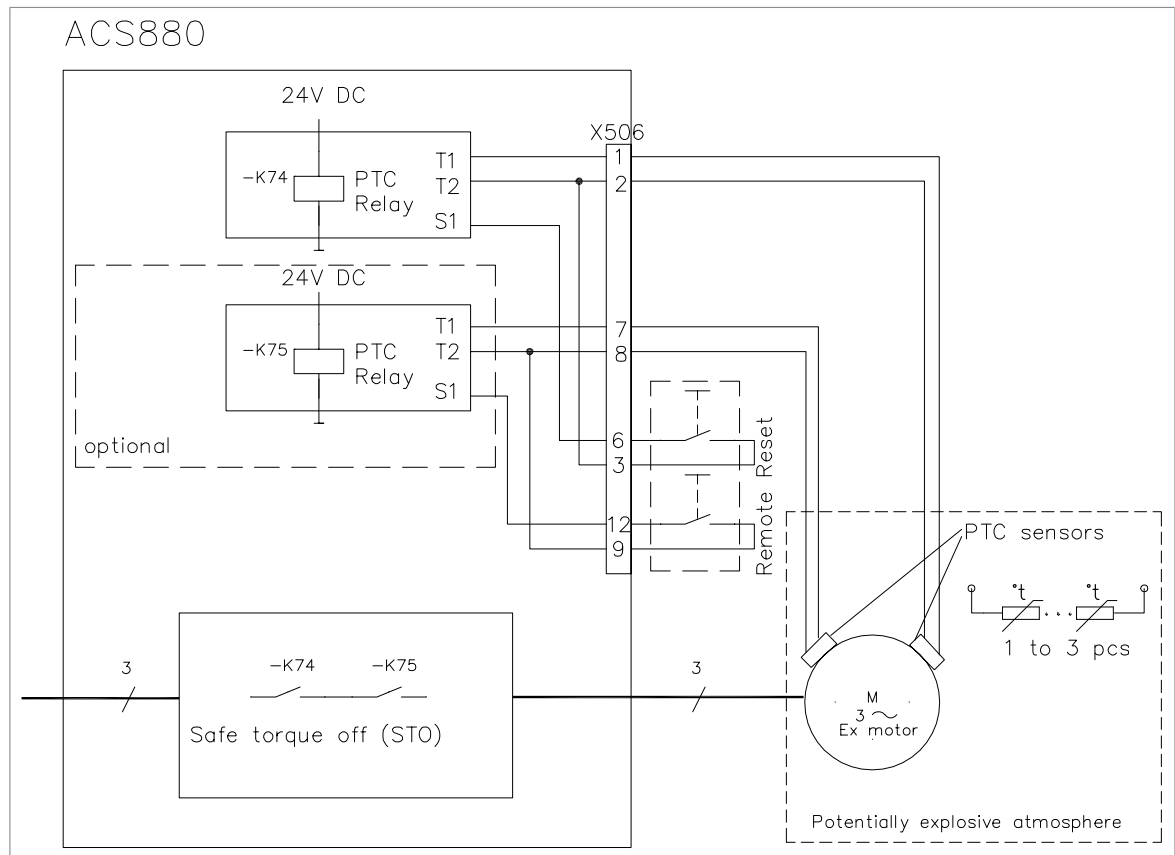 ACS880
24V DC
X506
-K74
PTC
Relay
T1
T2
S1
1
2
24V DC
-K75
PTC
Relay
T1
T2
S1
7
8
optional
6
3
12
9
Remote Reset
PTC sensors
°t
°t
1 to 3 pcs
3
-K74
-K75
Safe torque off (STO)
3
M
3 ~
Ex motor
Potentially explosive atmosphere